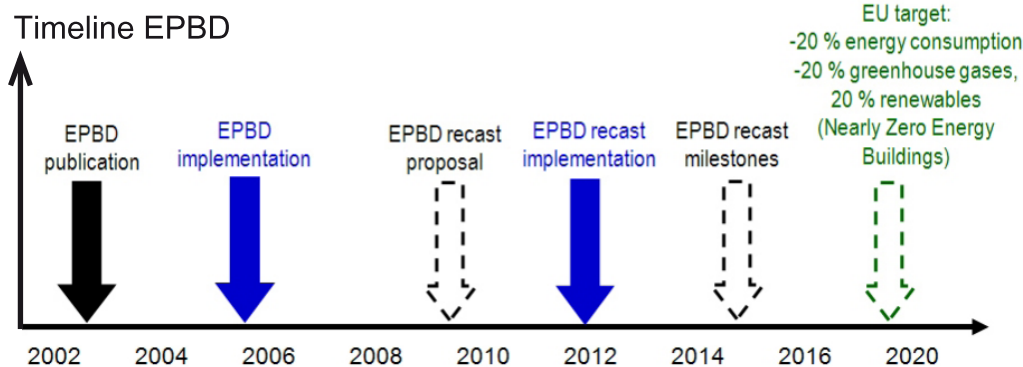 Timeline EPBD
EU target:
-20 % energy consumption
-20 % greenhouse gases,
20 % renewables
(Nearly Zero Energy
Buildings)
EPBD
publication
EPBD
implementation
EPBD recast
proposal
EPBD recast
implementation
EPBD recast
milestones
2002 2004 2006 2008 2010 2012 2014 2016 2020